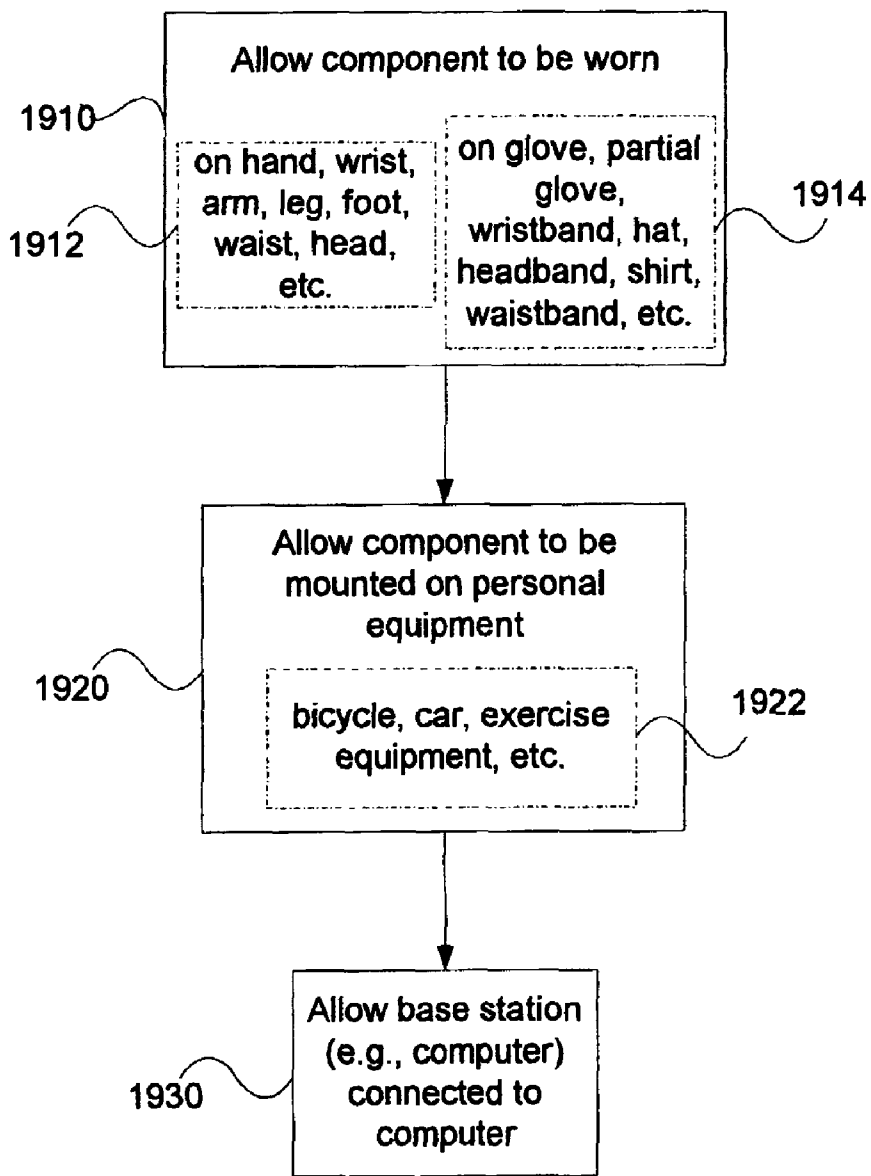 Allow component to be worn
1910
on hand, wrist,
arm, leg, foot,
waist, head,
etc.
1912
on glove, partial
glove,
wristband, hat,
headband, shirt,
waistband, etc.
1914
Allow component to be
mounted on personal
equipment
1920
bicycle, car, exercise
equipment, etc.
1922
Allow base station
(e.g., computer)
connected to
computer
1930